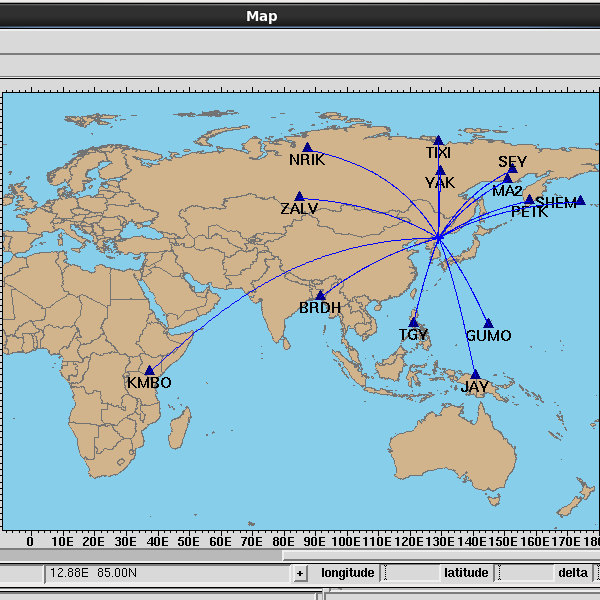 Map
TIXI
NRIK
SEY
YAK
MA2
ZALV
PETK
SHEM
BRDH
TGY
GUMO
KMBO
JAY
0 10E 20E 30E 40E 50E 60E 70E 80E 90E 100E 110E 120E 130E 140E 150E 160E 170E 180
12.88E 85.00N + longitude latitude delta